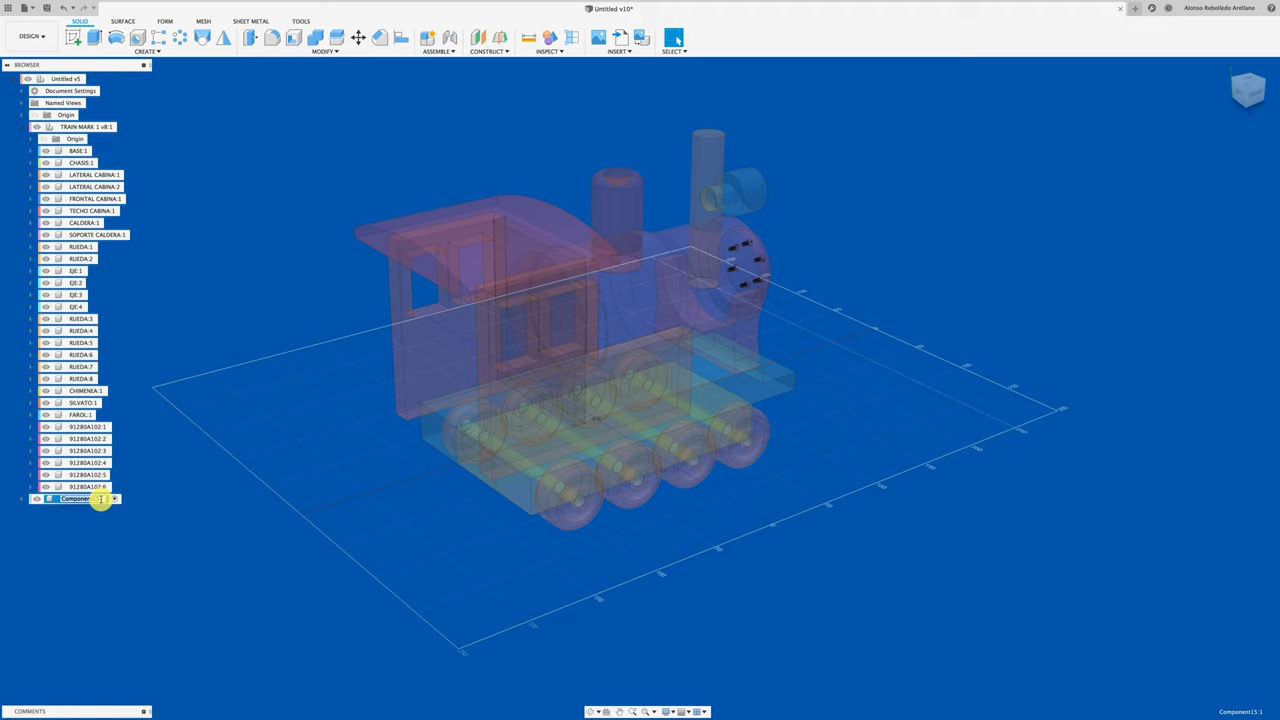 Untitled v10*
Alonso Rebolledo Arellano
SOLID SURFACE FORM MESH SHEET METAL TOOLS
DESIGN
CREATE MODIFY ASSEMBLE CONSTRUCT INSPECT INSERT SELECT
BROWSER
Untitled v5
Document Settings
Named Views
Origin
TRAIN MARK 1 v8:1
Origin
BASE:1
CHASIS:1
LATERAL CABINA:1
LATERAL CABINA:2
FRONTAL CABINA:1
TECHO CABINA:1
CALDERA:1
SOPORTE CALDERA:1
RUEDA:1
RUEDA:2
EJE:1
EJE:2
EJE:3
EJE:4
RUEDA:3
RUEDA:4
RUEDA:5
RUEDA:6
RUEDA:7
RUEDA:8
CHIMENEA:1
SILVATO:1
FAROL:1
91280A102:1
91280A102:2
91280A102:3
91280A102:4
91280A102:5
91280A102:6
COMMENTS
Component15:1